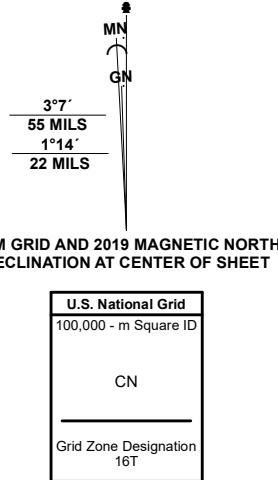 MN
GN
3°7´
55 MILS
1°14´
22 MILS
M GRID AND 2019 MAGNETIC NORTH
ECLINATION AT CENTER OF SHEET
U.S. National Grid
100,000 - m Square ID
CN
Grid Zone Designation
16T